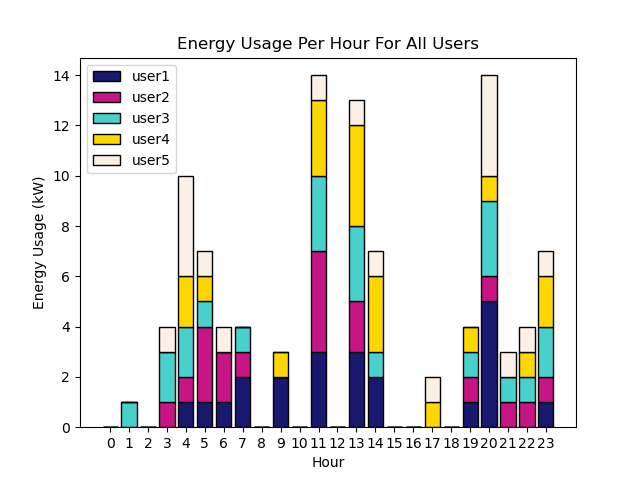 Energy Usage Per Hour For All Users
user1
user2
user3
user4
user5
14
12
10
8
6
4
2
0
Energy Usage (kW)
0 1 2 3 4 5 6 7 8 9 10 11 12 13 14 15 16 17 18 19 20 21 22 23
Hour